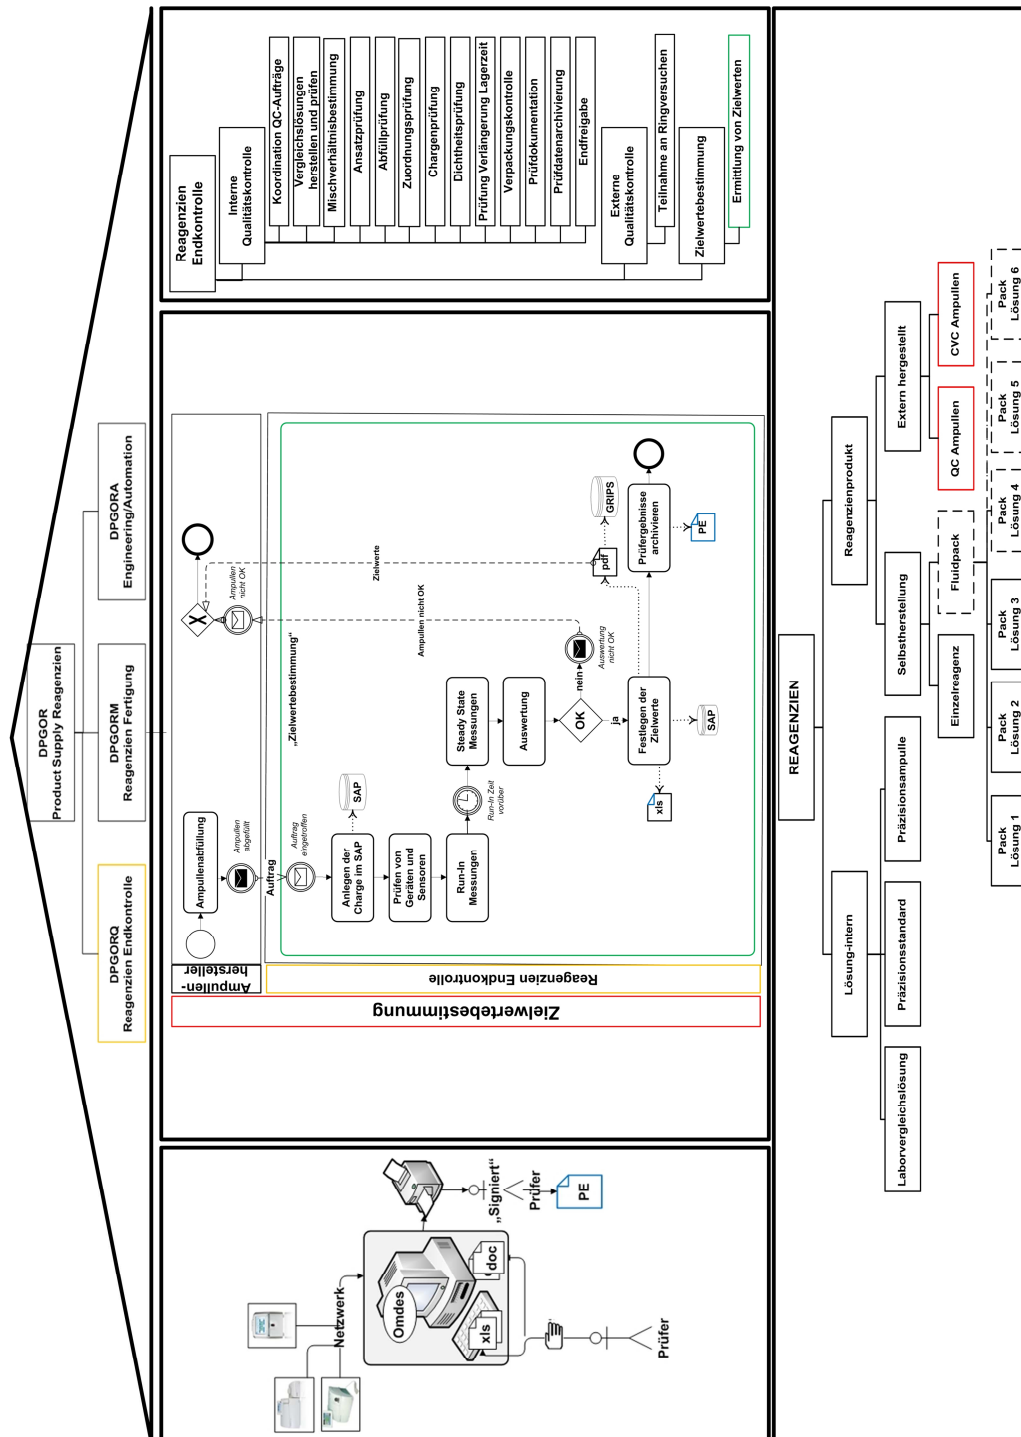 DPGOR
Product Supply Reagenzien
DPGORQ
Reagenzien Endkontrolle
DPGORM
Reagenzien Fertigung
DPGORA
Engineering/Automation
Netzwerk
Omdes
xls
doc
Prüfer
„Signiert“
Prüfer
PE
Zielwertebestimmung
Ampullen-
hersteller
Reagenzien Endkontrolle
Ampullenabfüllung
Ampullen
abgefüllt
Auftrag
X
Ampullen
nicht OK
„Zielwertebestimmung“
Auftrag
eingetroffen
Anlegen der
Charge im SAP
SAP
Prüfen von
Geräten und
Sensoren
Run-In
Messungen
Run-In Zeit
vorüber
Steady State
Messungen
Auswertung
OK
nein
ja
Auswertung
nicht OK
Ampullen nicht OK
Zielwerte
Festlegen der
Zielwerte
xls
SAP
pdf
GRIPS
Prüfergebnisse
archivieren
PE
Reagenzien
Endkontrolle
Interne
Qualitätskontrolle
Koordination QC-Aufträge
Vergleichslösungen
herstellen und prüfen
Mischverhältnisbestimmung
Ansatzprüfung
Abfüllprüfung
Zuordnungsprüfung
Chargenprüfung
Dichtheitsprüfung
Prüfung Verlängerung Lagerzeit
Verpackungskontrolle
Prüfdokumentation
Prüfdatenarchivierung
Endfreigabe
Externe
Qualitätskontrolle
Teilnahme an Ringversuchen
Zielwertebestimmung
Ermittlung von Zielwerten
REAGENZIEN
Lösung-intern
Reagenzienprodukt
Laborvergleichslösung
Präzisionsstandard
Präzisionsampulle
Selbstherstellung
Extern hergestellt
Einzelreagenz
Fluidpack
QC Ampullen
CVC Ampullen
Pack
Lösung 1
Pack
Lösung 2
Pack
Lösung 3
Pack
Lösung 4
Pack
Lösung 5
Pack
Lösung 6